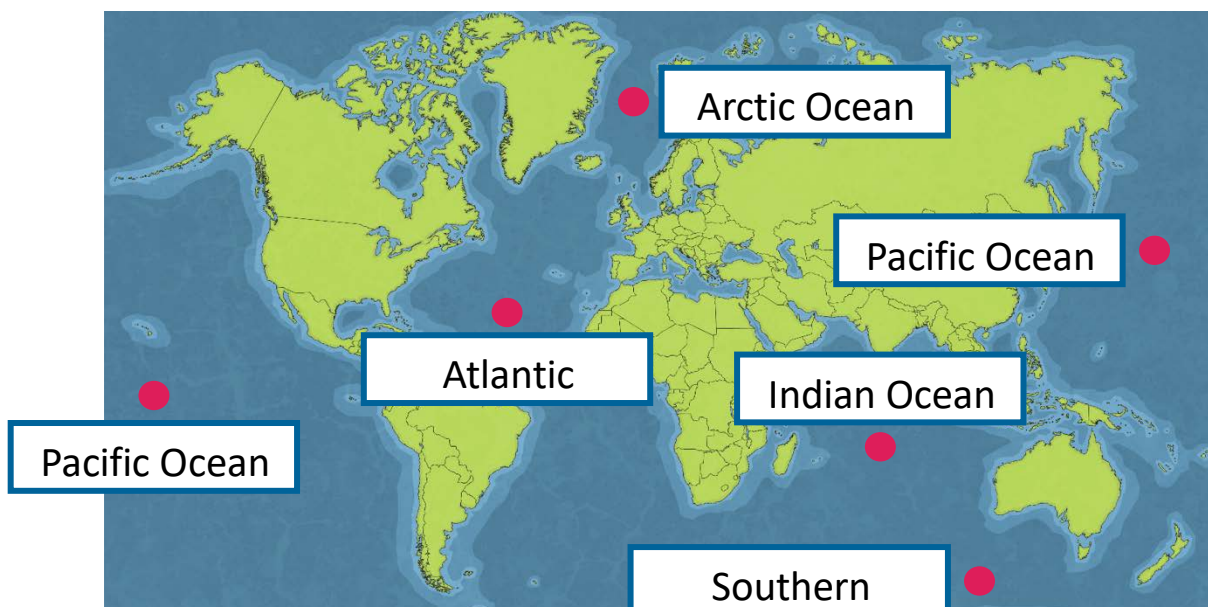 Arctic Ocean
Pacific Ocean
Atlantic
Indian Ocean
Pacific Ocean
Southern